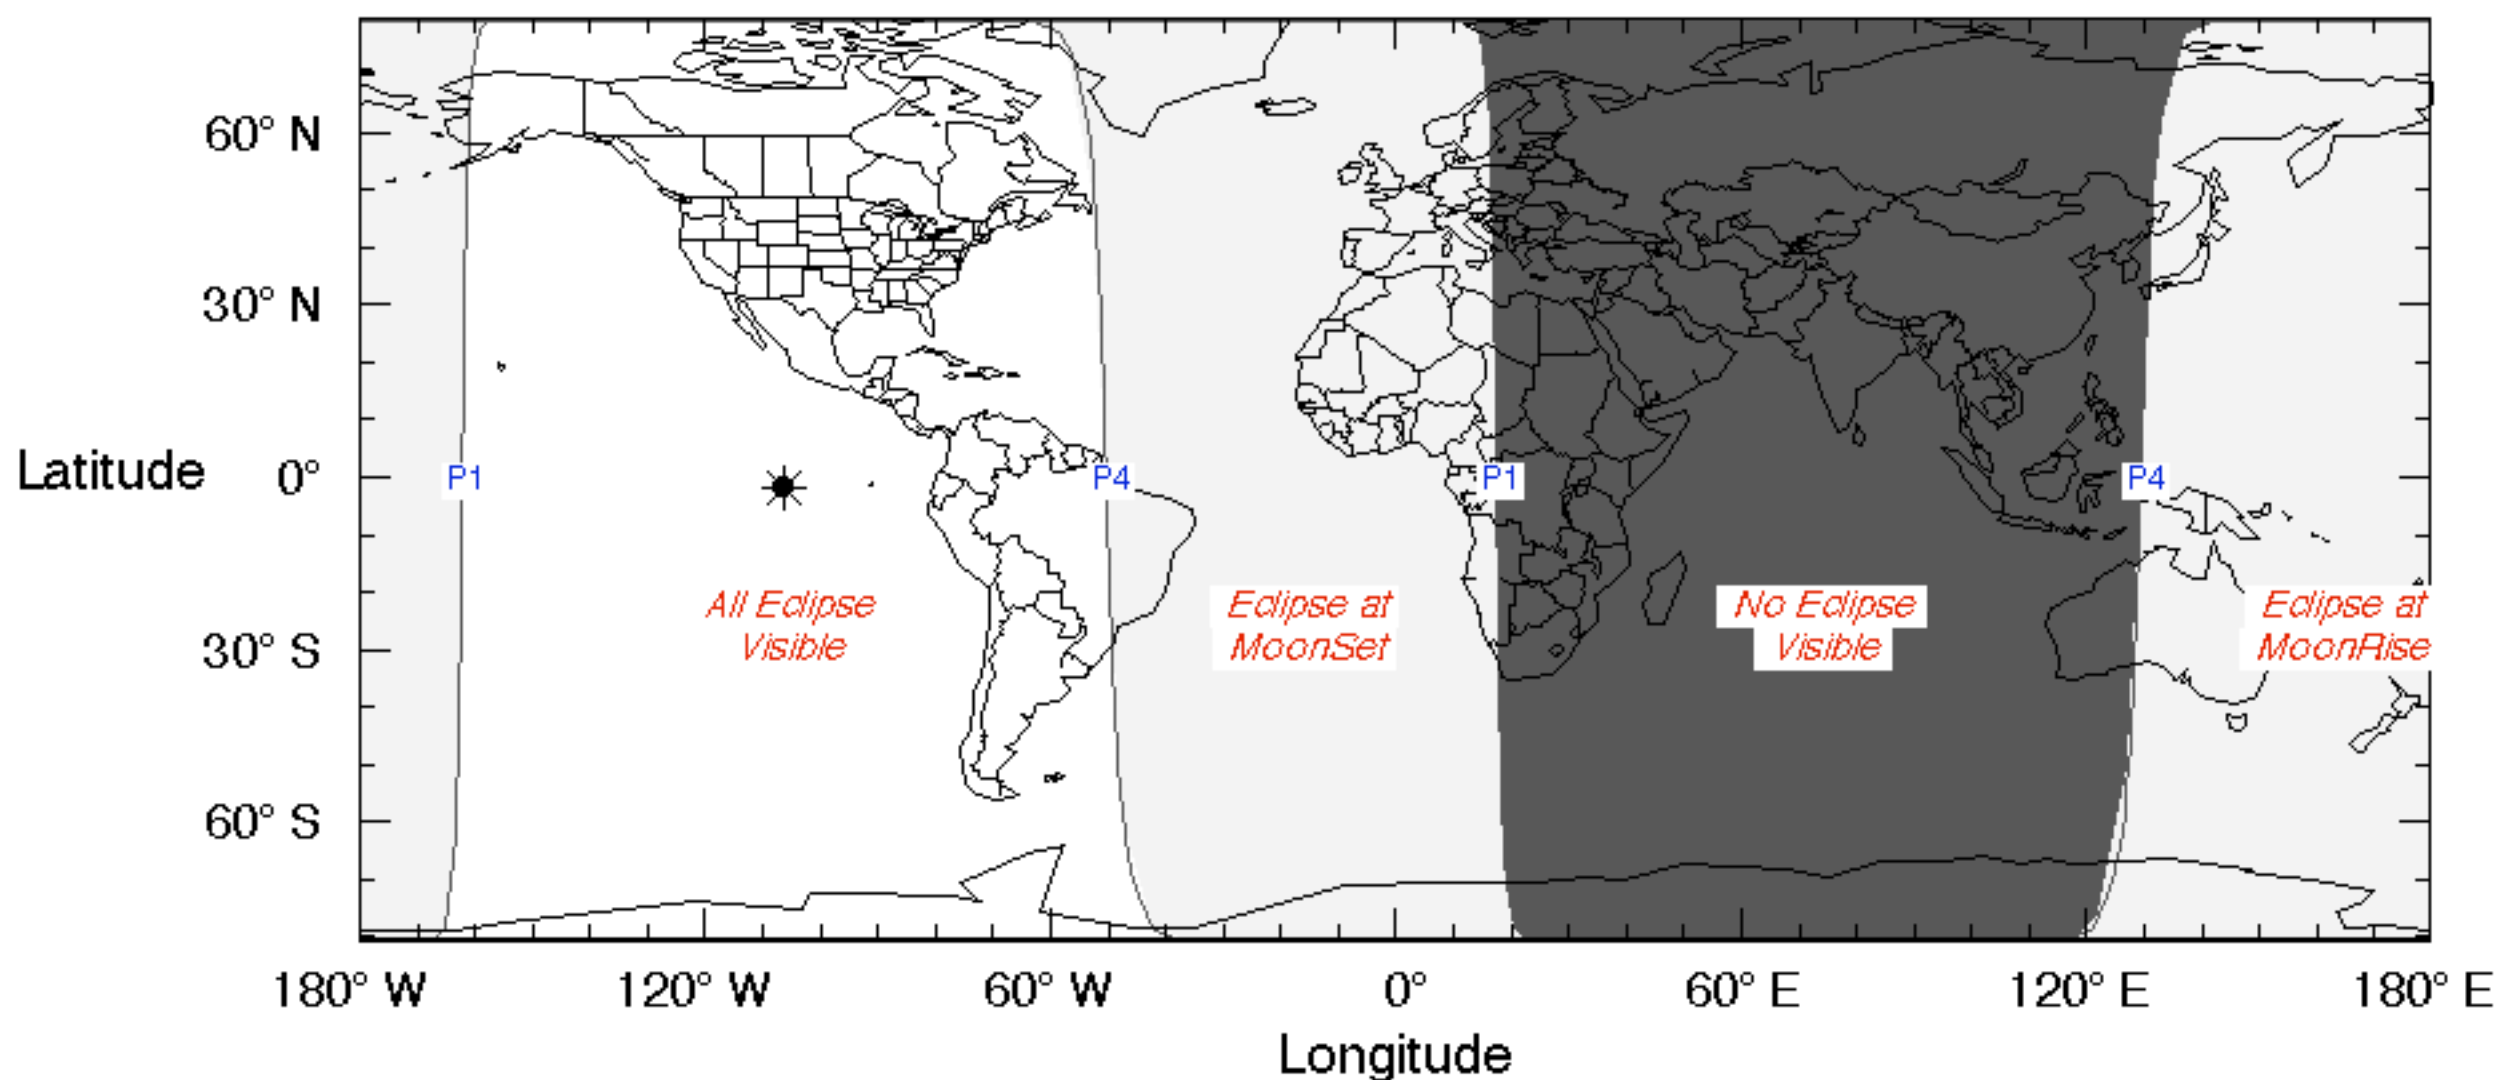 60° N
30° N
Latitude 0°
P1
P4
P1
P4
All Eclipse
Visible
Eclipse at
MoonSet
No Eclipse
Visible
Eclipse at
MoonRise
30° S
60° S
180° W
120° W
60° W
0°
60° E
120° E
180° E
Longitude